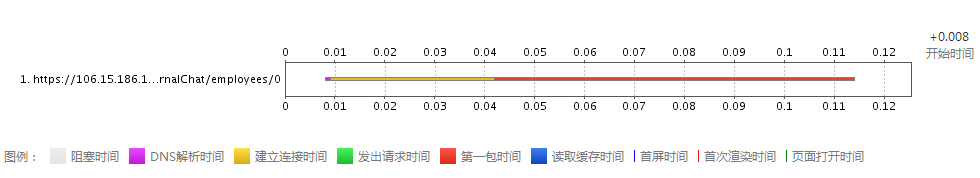 +0.008
开始时间
0 0.01 0.02 0.03 0.04 0.05 0.06 0.07 0.08 0.09 0.1 0.11 0.12
1. https://106.15.186.1...rnalChat/employees/0
0 0.01 0.02 0.03 0.04 0.05 0.06 0.07 0.08 0.09 0.1 0.11 0.12
图例： 阻塞时间 DNS解析时间 建立连接时间 发出请求时间 第一包时间 读取缓存时间 首屏时间 首次渲染时间 页面打开时间